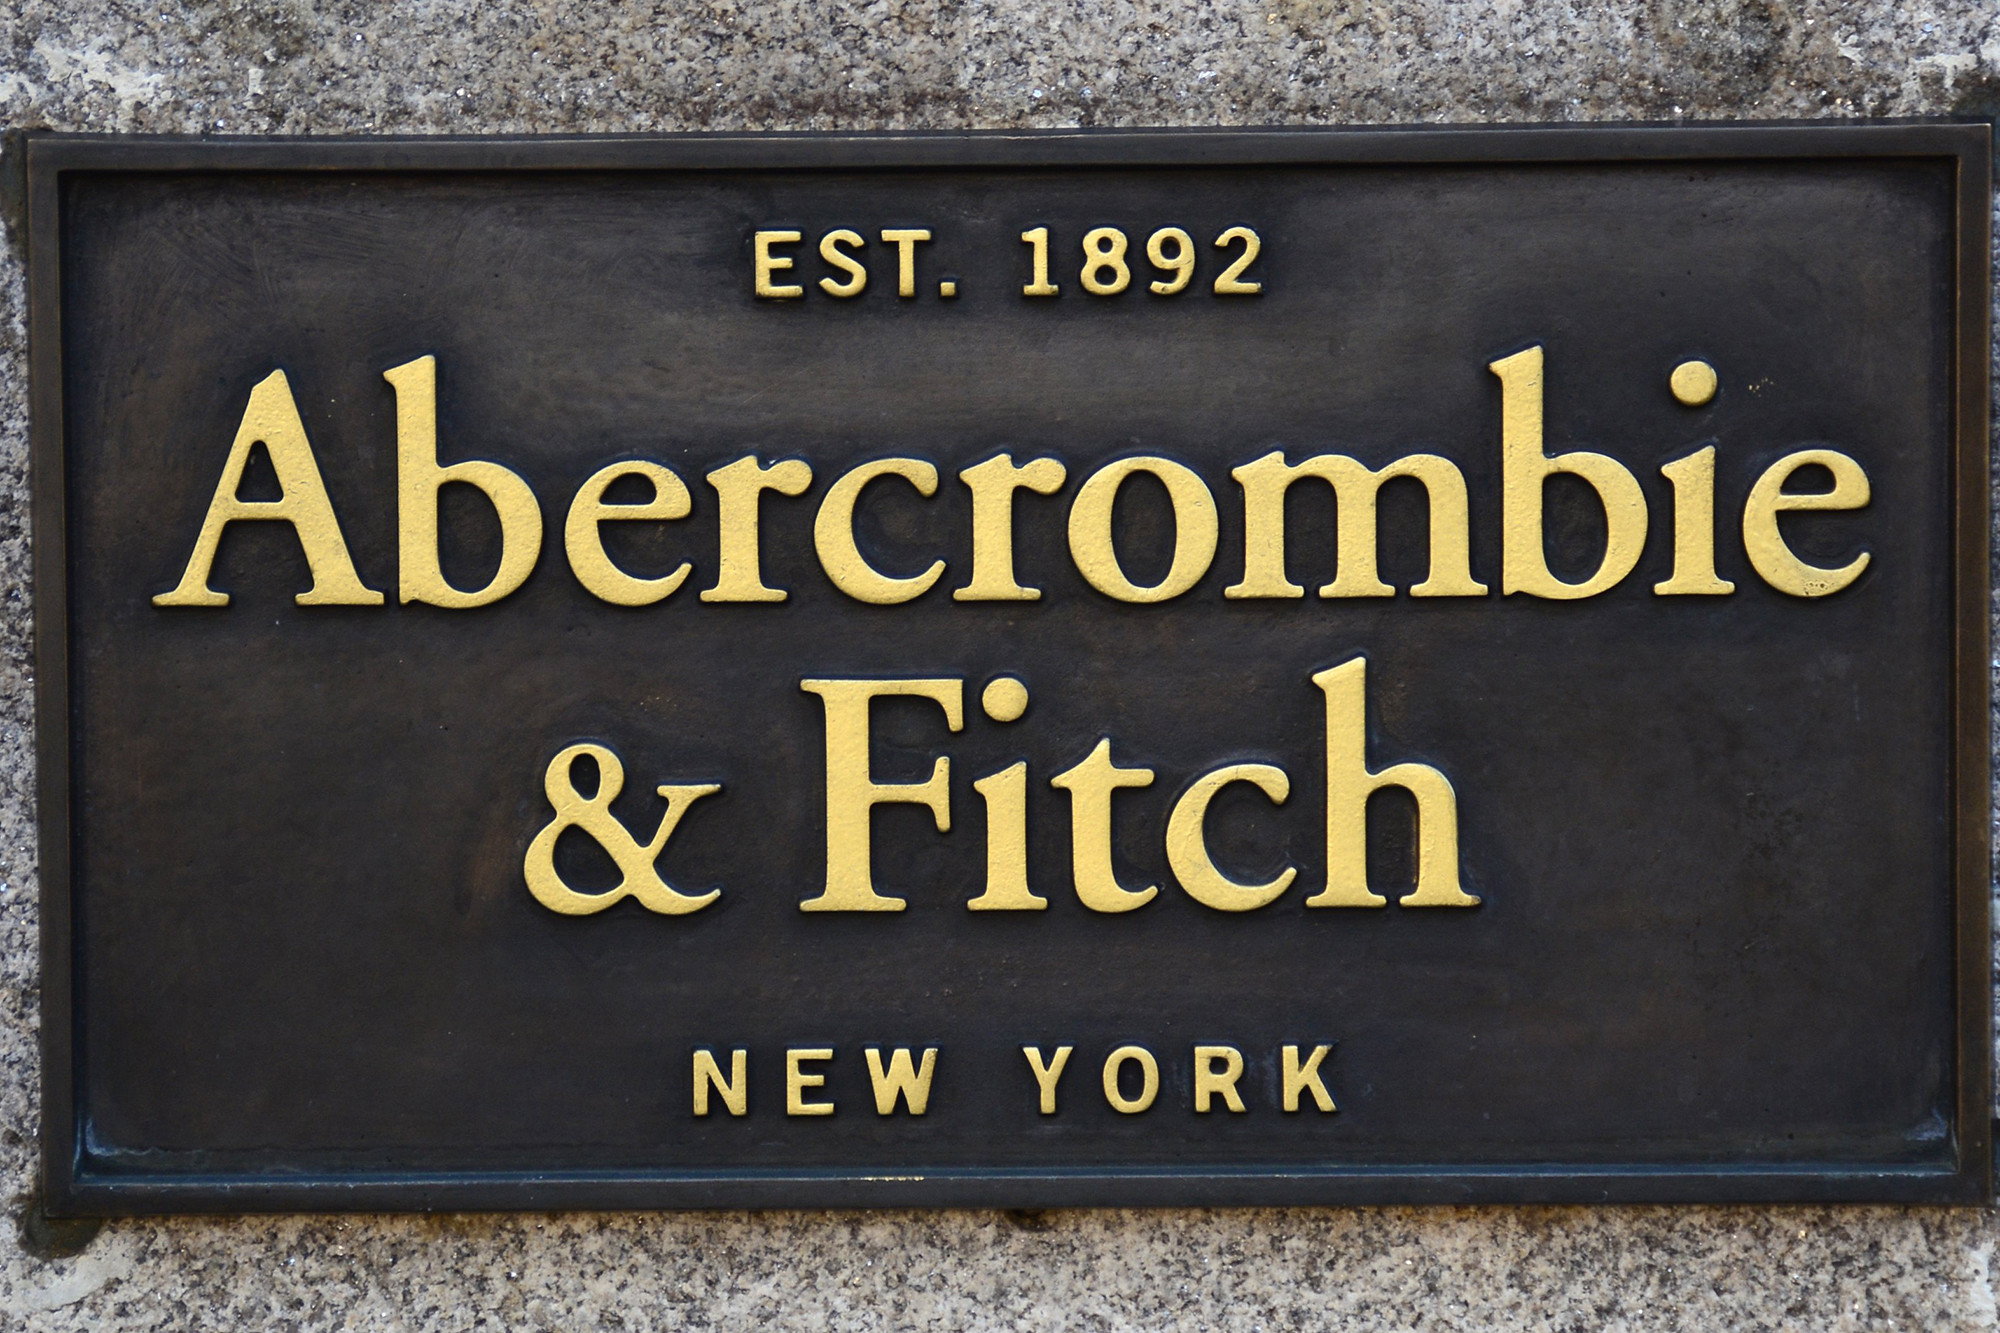 EST. 1892
Abercrombie
& Fitch
NEW YORK